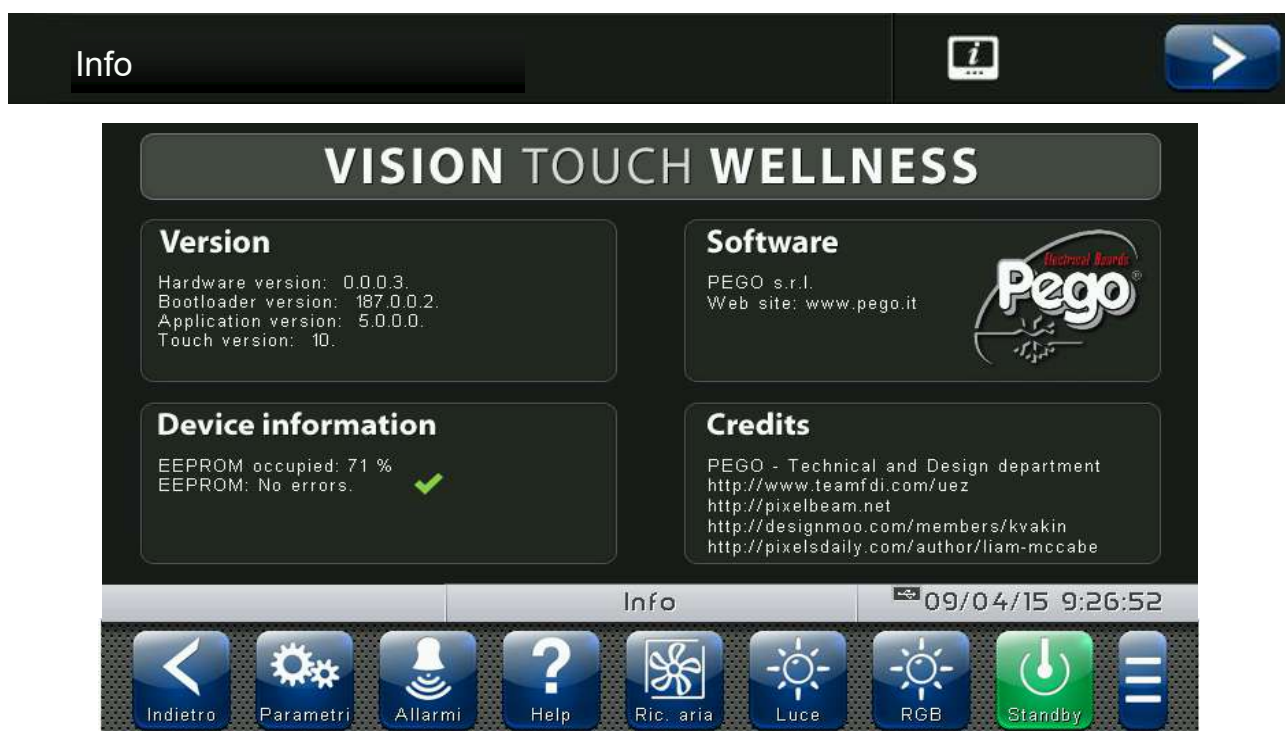 Info
VISION TOUCH WELLNESS
Version
Hardware version: 0.0.0.3.
Bootloader version: 187.0.0.2.
Application version: 5.0.0.0.
Touch version: 10.
Software
PEGO s.r.l.
Web site: www.pego.it
Electrical Boards
Pego®
Device information
EEPROM occupied: 71 %
EEPROM: No errors.
Credits
PEGO - Technical and Design department
http://www.teamfdi.com/uez
http://pixelbeam.net
http://designmoo.com/members/kvakin
http://pixelsdaily.com/author/liam-mccabe
Info
09/04/15 9:26:52
Indietro
Parametri
Allarmi
Help
Ric. aria
Luce
RGB
Standby